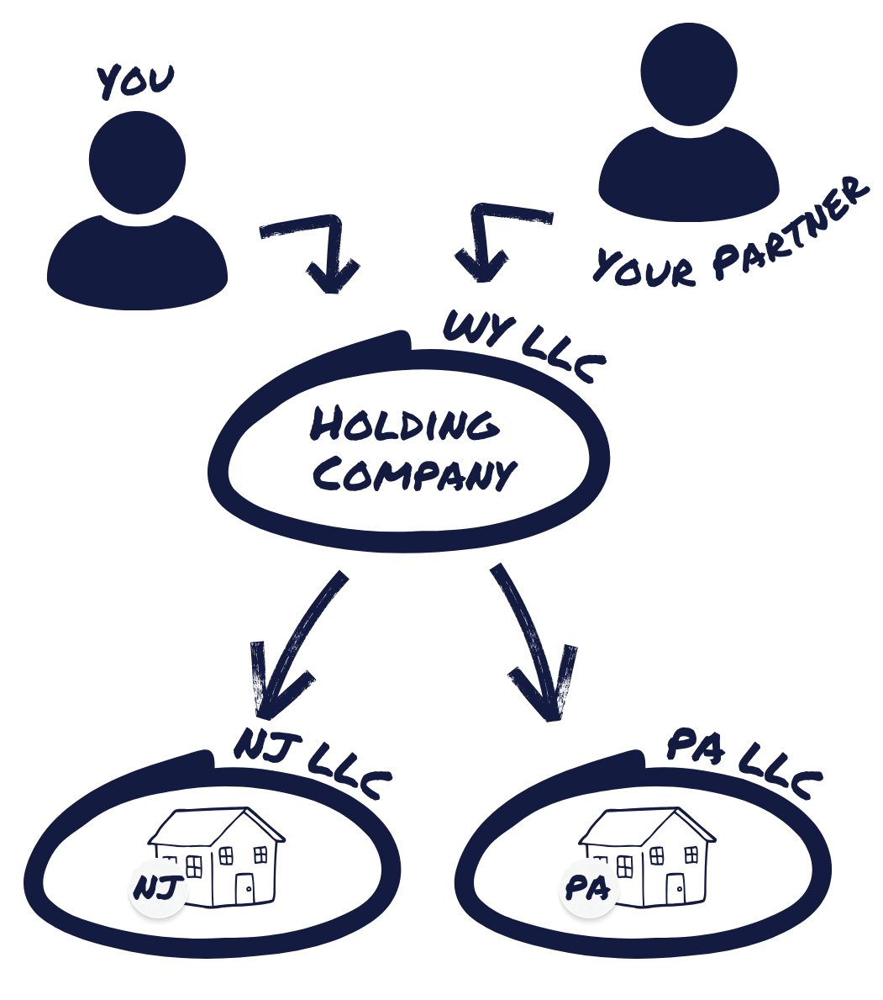 You
Your Partner
WY LLC
Holding
Company
NJ LLC
PA LLC
NJ
PA